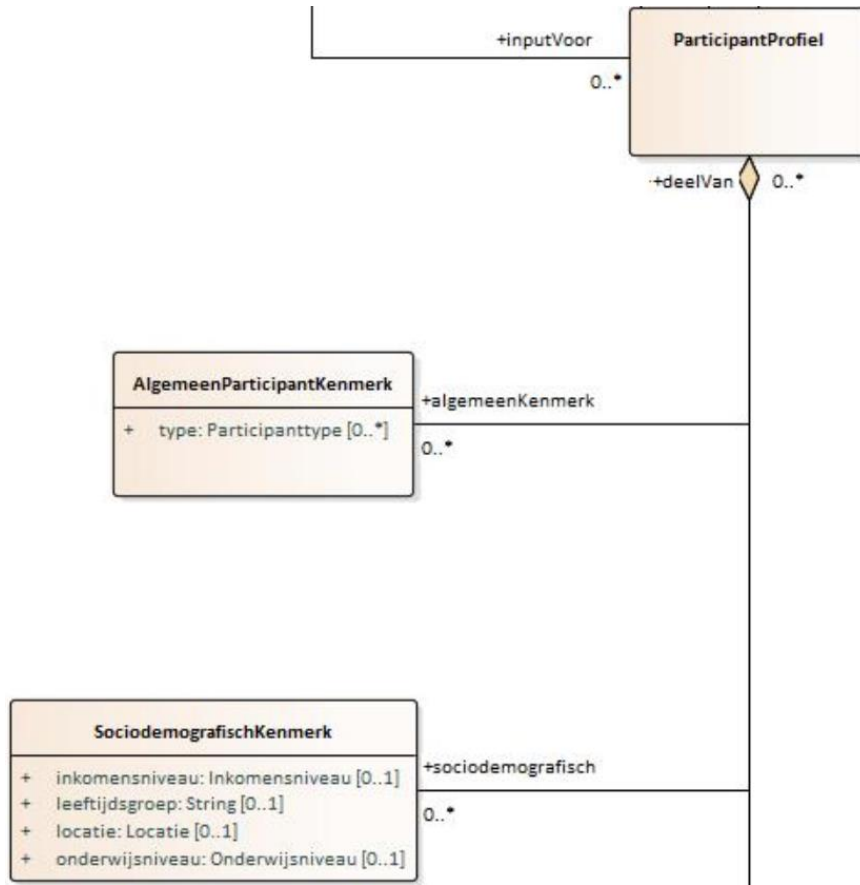 +inputVoor
0..*
ParticipantProfiel
+deelVan
0..*
AlgemeenParticipantKenmerk
+ type: Participanttype [0..*]
+algemeenKenmerk
0..*
SociodemografischKenmerk
+ inkomensniveau: Inkomensniveau [0..1]
+ leeftijdsgroep: String [0..1]
+ locatie: Locatie [0..1]
+ onderwijsniveau: Onderwijsniveau [0..1]
+sociodemografisch
0..*